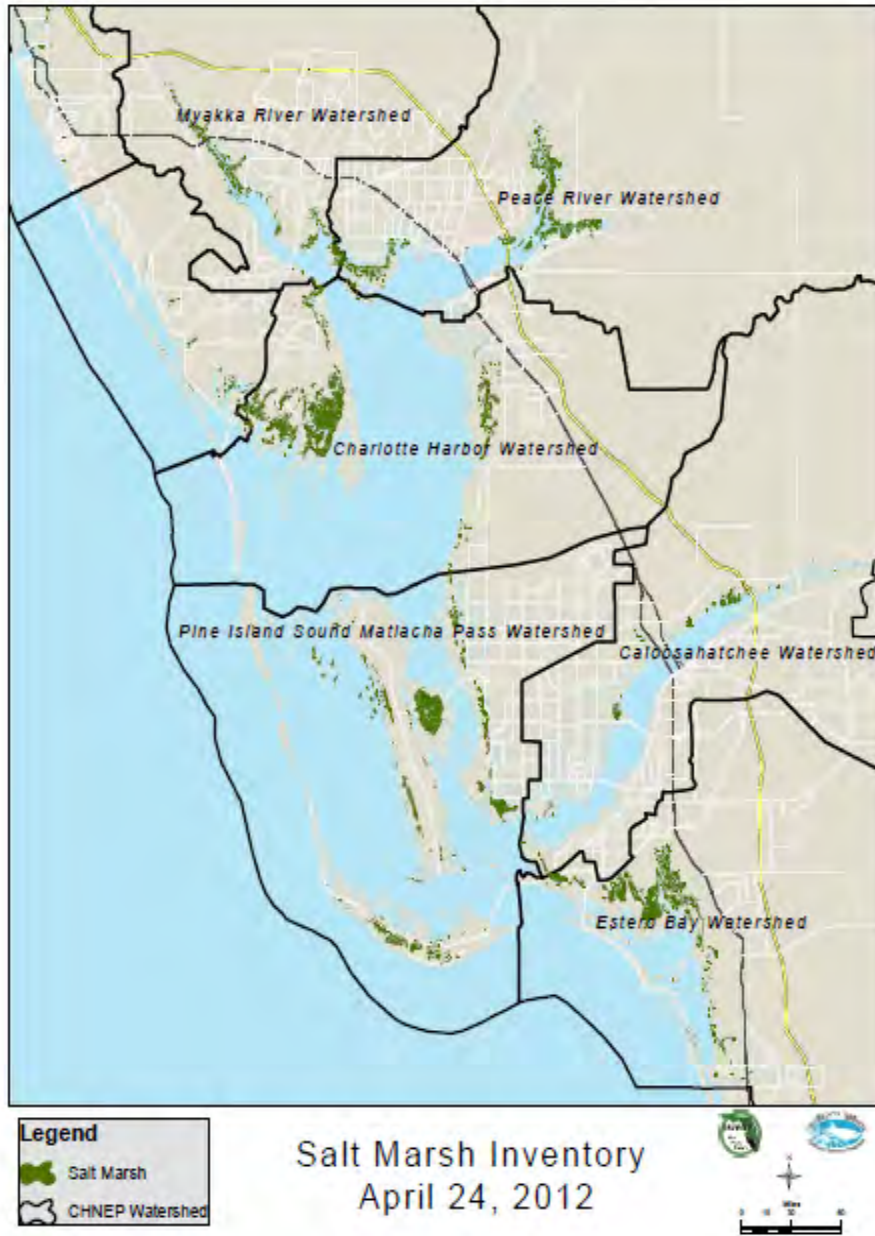 Myakka River Watershed
Peace River Watershed
Charlotte Harbor Watershed
Pine Island Sound Matlacha Pass Watershed
Caloosahatchee Watershed
Estero Bay Watershed
Legend
Salt Marsh
CHNEP Watershed
Salt Marsh Inventory
April 24, 2012
N
Miles